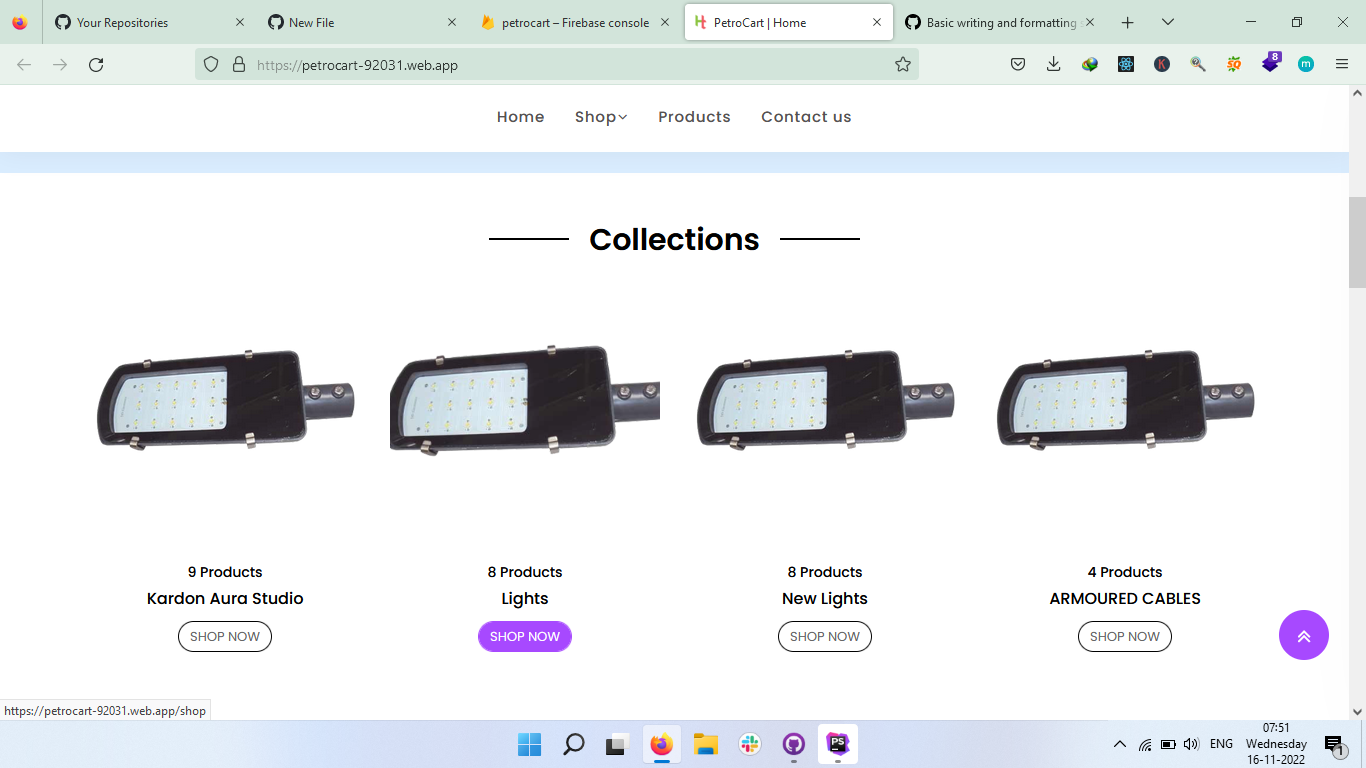 Your Repositories
New File
petrocart – Firebase console
PetroCart | Home
Basic writing and formatting
https://petrocart-92031.web.app
8
m
Home Shop Products Contact us
Collections
9 Products
Kardon Aura Studio
SHOP NOW
8 Products
Lights
SHOP NOW
8 Products
New Lights
SHOP NOW
4 Products
ARMOURED CABLES
SHOP NOW
https://petrocart-92031.web.app/shop
PS
ENG
07:51
Wednesday
16-11-2022
1